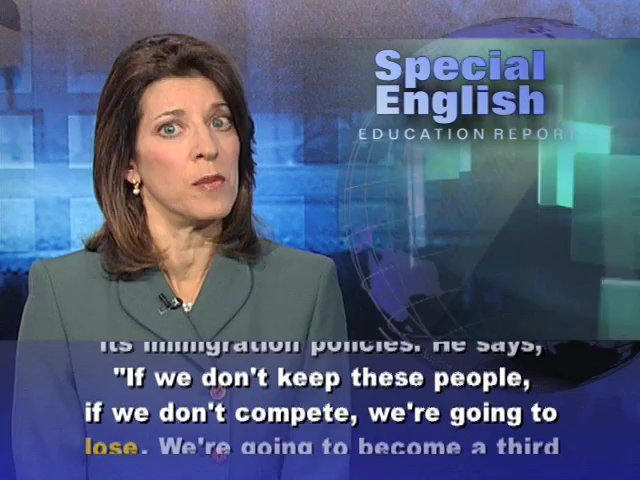 Special
English
EDUCATION REPORT
its immigration policies. He says,
"If we don't keep these people,
if we don't compete, we're going to
lose. We're going to become a third